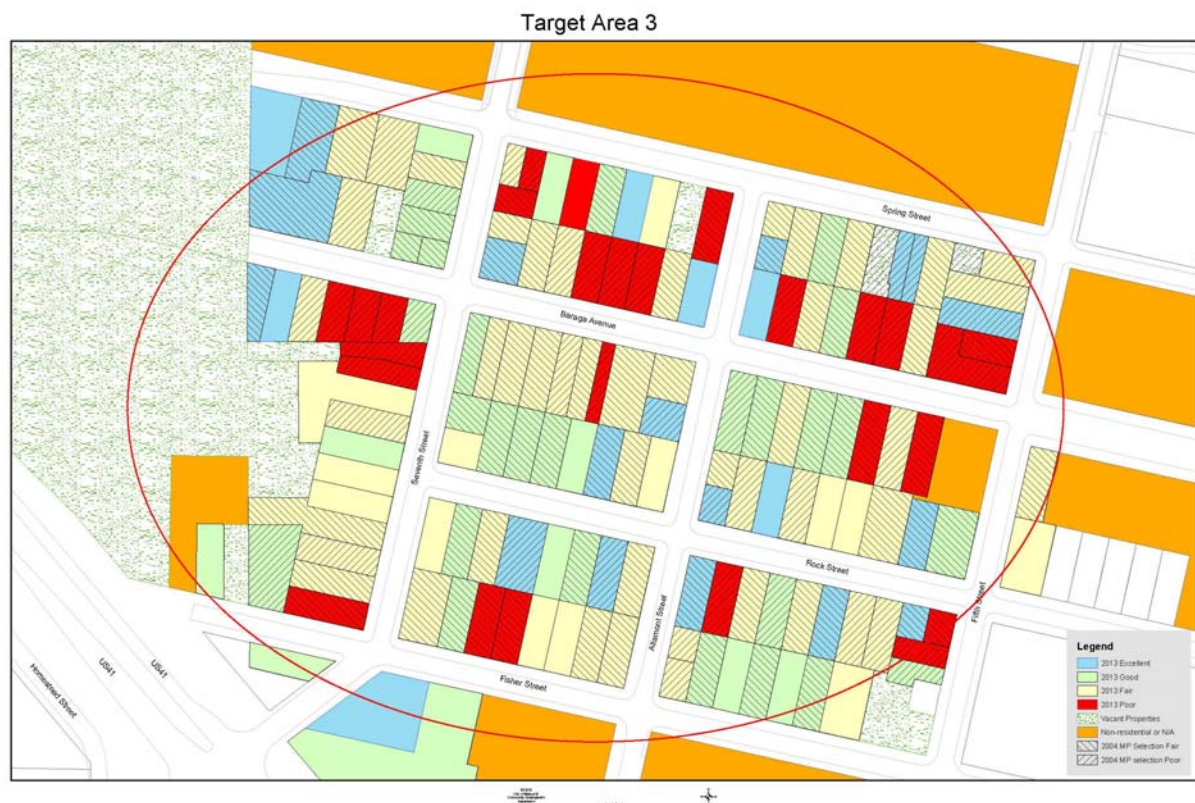 Target Area 3
Spring Street
Baraga Avenue
Seventh Street
Rock Street
Fifth Street
Altamont Street
Fisher Street
US41
US41
Homestead Street
Legend
2013 Excellent
2013 Good
2013 Fair
2013 Poor
Vacant Properties
Non-residential or N/A
2004 MP Selection Fair
2004 MP selection Poor